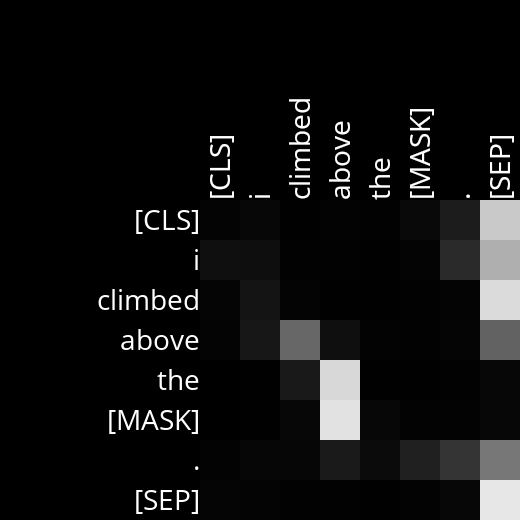 [CLS] i climbed above the [MASK] . [SEP]
[CLS]
i
climbed
above
the
[MASK]
.
[SEP]